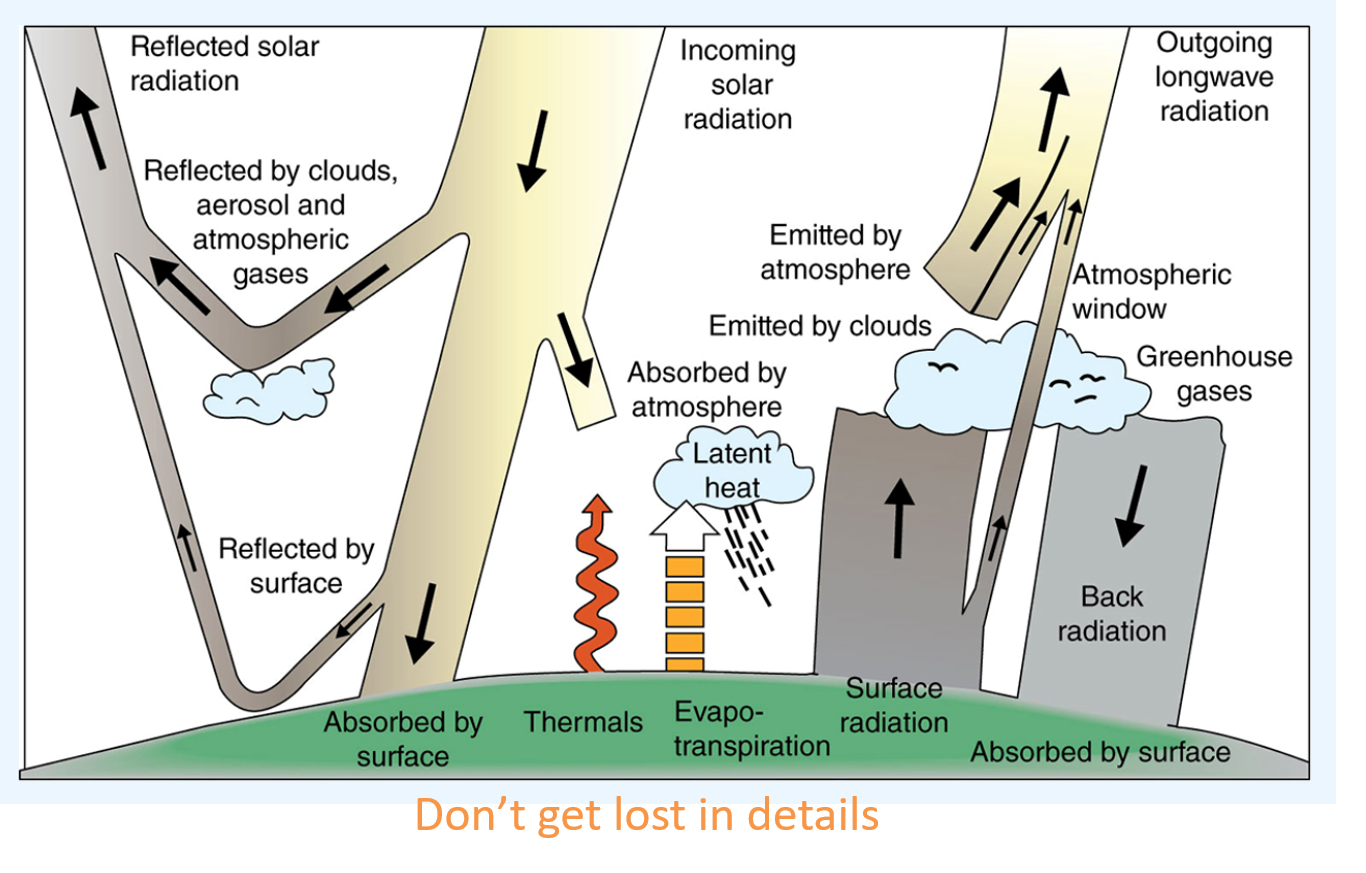 Reflected solar
radiation
Incoming
solar
radiation
Outgoing
longwave
radiation
Reflected by clouds,
aerosol and
atmospheric
gases
Emitted by
atmosphere
Atmospheric
window
Emitted by clouds
Greenhouse
gases
Absorbed by
atmosphere
Latent
heat
Reflected by
surface
Back
radiation
Absorbed by
surface
Thermals
Evapo-
transpiration
Surface
radiation
Absorbed by surface
Don’t get lost in details